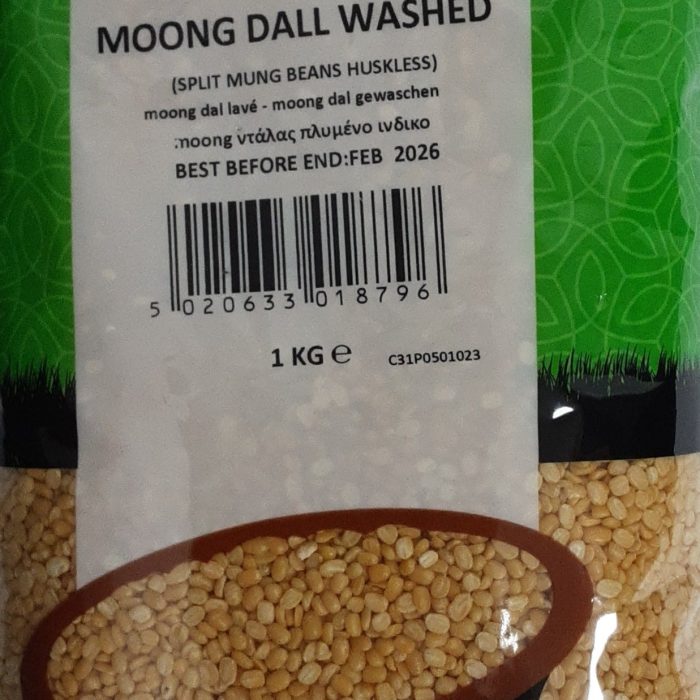 MOONG DALL WASHED
(SPLIT MUNG BEANS HUSKLESS)
moong dal lavé - moong dal gewaschen
:moong ντάλας πλυμένο ινδικο
BEST BEFORE END:FEB 2026
5 020633 018796
1 KG ℮ C31P0501023